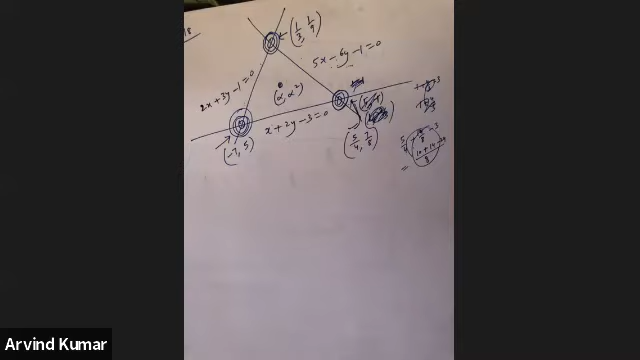 18
(1/3, 1/9)
5x - 6y - 1 = 0
2x + 3y - 1 = 0
(α, α²)
x + 2y - 3 = 0
(-7, 5)
(5/4, 7/8)
Arvind Kumar